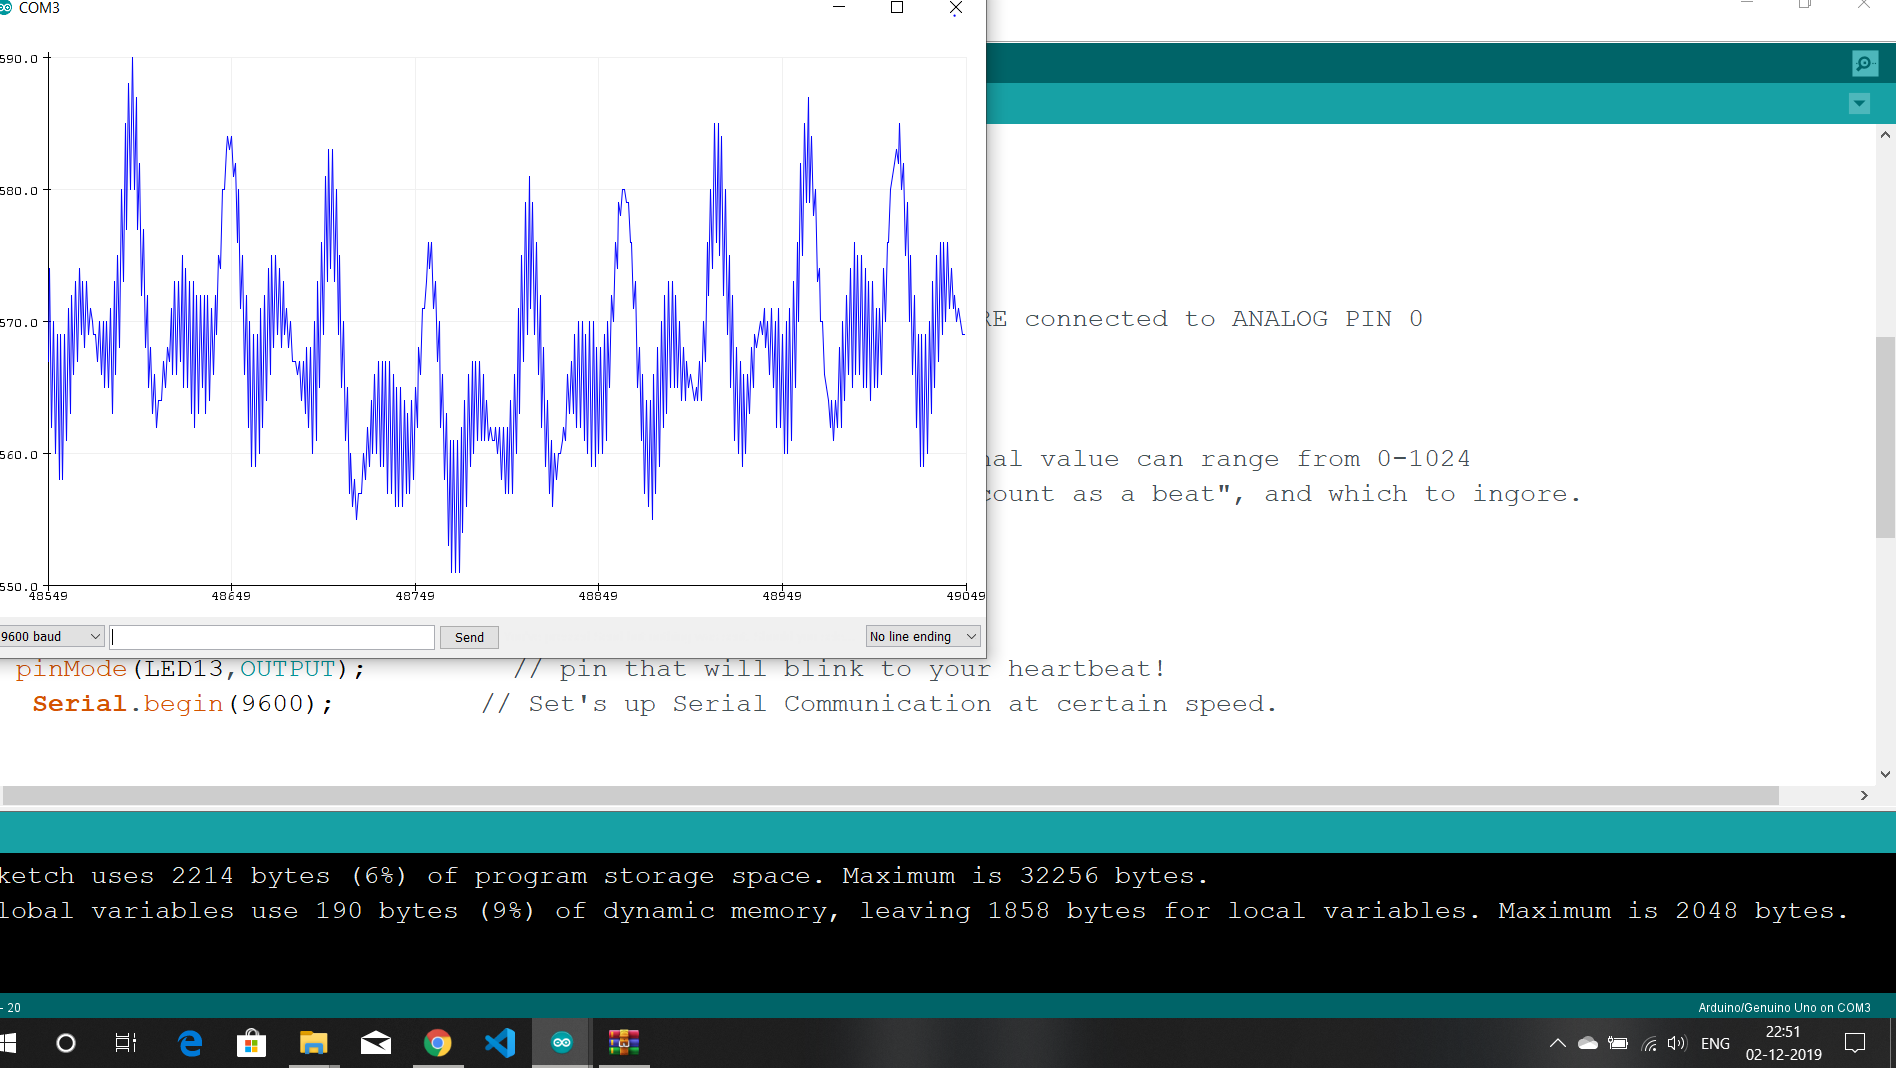 COM3
590.0
580.0
570.0
560.0
550.0
48549 48649 48749 48849 48949 49049
9600 baud
Send
No line ending
RE connected to ANALOG PIN 0
nal value can range from 0-1024
count as a beat", and which to ingore.
pinMode(LED13,OUTPUT); // pin that will blink to your heartbeat!
Serial.begin(9600); // Set's up Serial Communication at certain speed.
ketch uses 2214 bytes (6%) of program storage space. Maximum is 32256 bytes.
lobal variables use 190 bytes (9%) of dynamic memory, leaving 1858 bytes for local variables. Maximum is 2048 bytes.
- 20
Arduino/Genuino Uno on COM3
ENG
22:51
02-12-2019